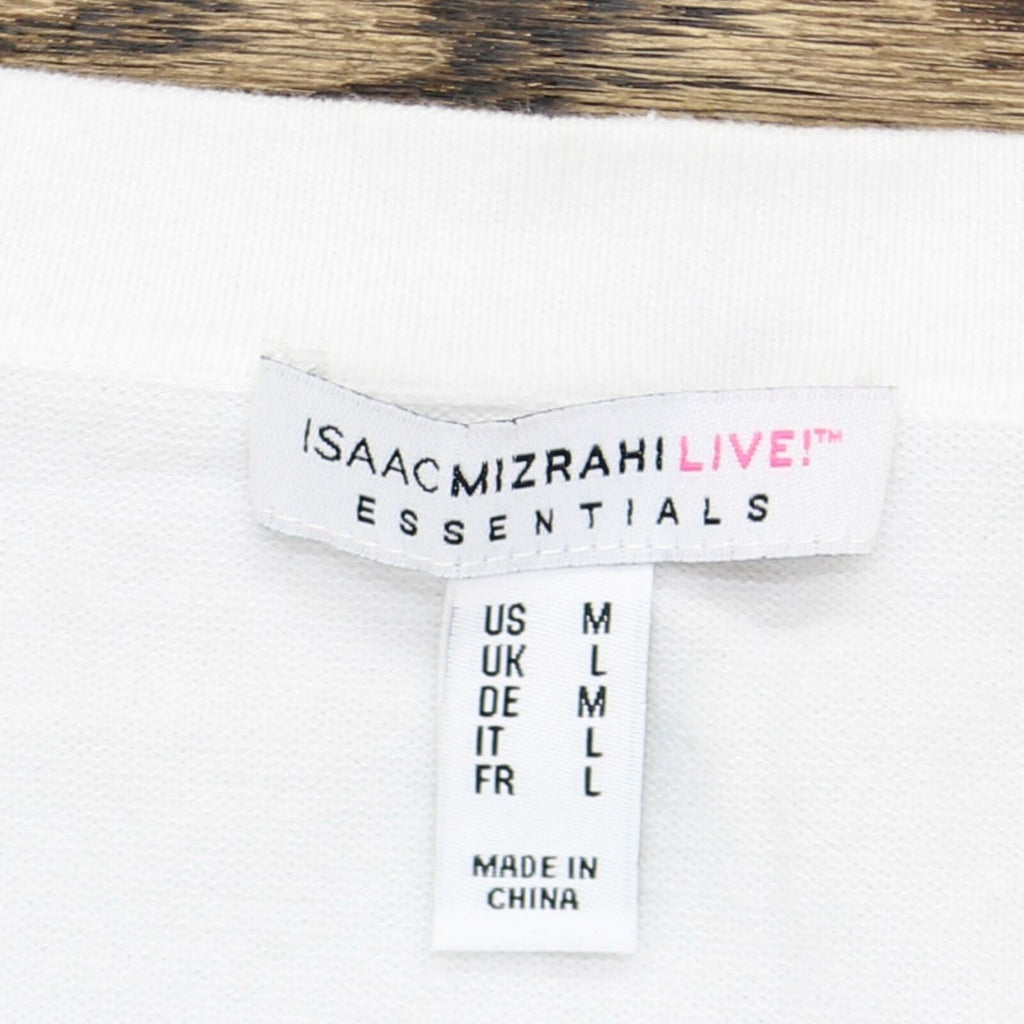 ISAACMIZRAHILIVE!™
ESSENTIALS
US M
UK L
DE M
IT L
FR L
MADE IN
CHINA